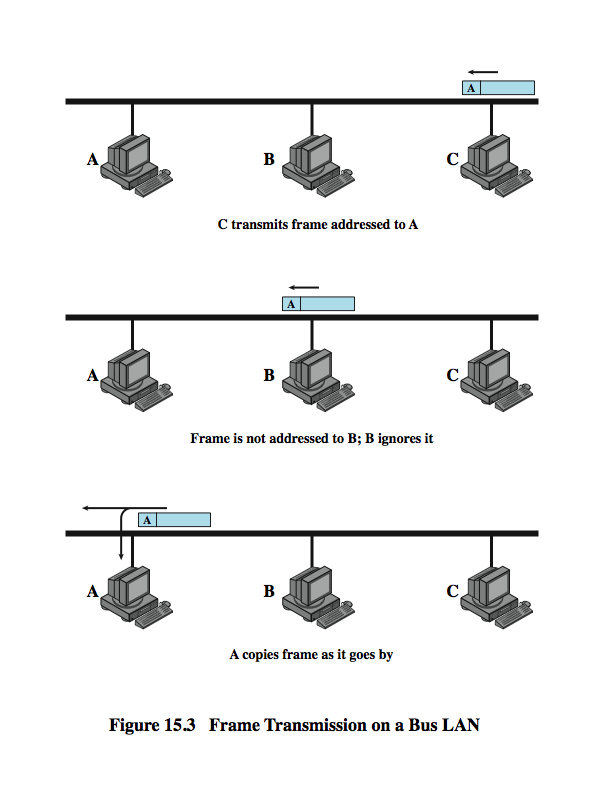 A
A
B
C
C transmits frame addressed to A
A
A
B
C
Frame is not addressed to B; B ignores it
A
A
B
C
A copies frame as it goes by
Figure 15.3 Frame Transmission on a Bus LAN